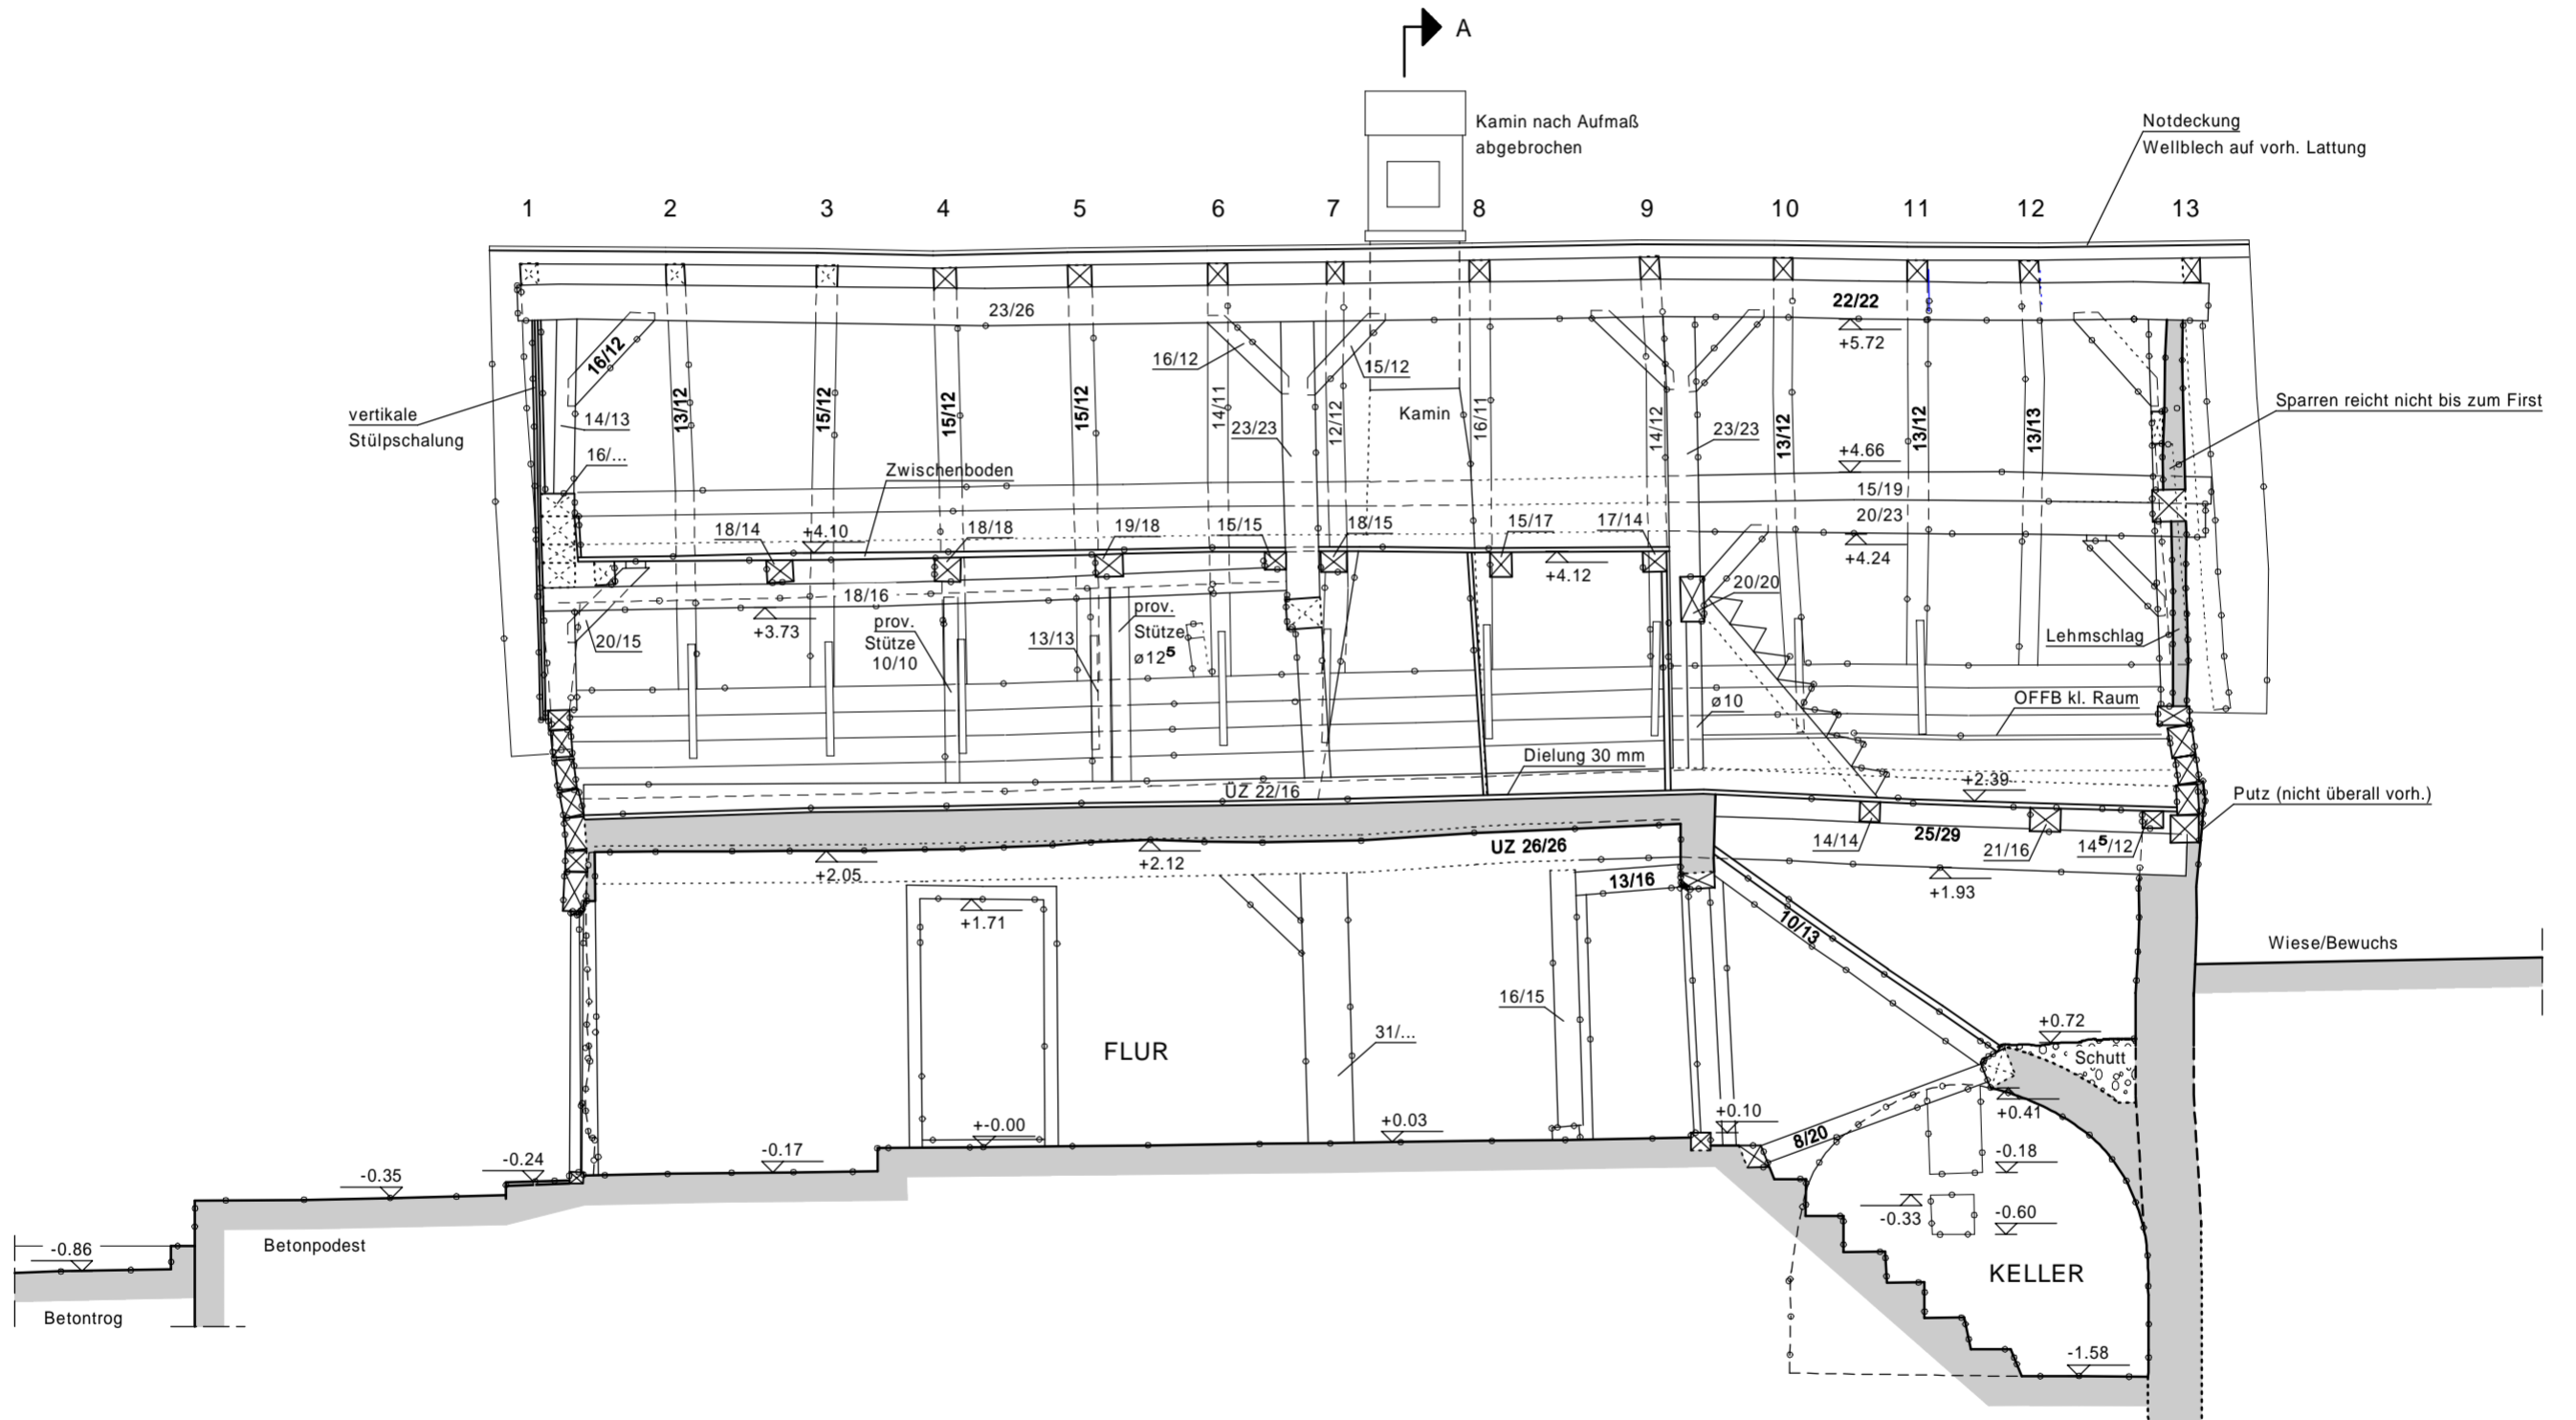 A
Kamin nach Aufmaß
abgebrochen
Notdeckung
Wellblech auf vorh. Lattung
1 2 3 4 5 6 7 8 9 10 11 12 13
23/26
22/22
+5.72
16/12
16/12
15/12
13/12
15/12
15/12
15/12
14/11
12/12
16/11
14/12
13/12
13/12
13/13
vertikale
Stülpschalung
14/13
23/23
Kamin
23/23
Sparren reicht nicht bis zum First
16/...
Zwischenboden
+4.66
15/19
18/14
+4.10
18/18
19/18
15/15
18/15
15/17
17/14
20/23
+4.24
+4.12
18/16
20/20
+3.73
20/15
prov.
Stütze
10/10
13/13
prov.
Stütze
ø12⁵
Lehmschlag
ø10
OFFB kl. Raum
Dielung 30 mm
ÜZ 22/16
+2.39
Putz (nicht überall vorh.)
+2.05
+2.12
UZ 26/26
14/14
25/29
21/16
14⁵/12
13/16
+1.93
+1.71
10/13
Wiese/Bewuchs
16/15
31/...
FLUR
+0.72
Schutt
+0.41
+-0.00
+0.03
+0.10
8/20
-0.17
-0.24
-0.35
-0.18
-0.33
-0.60
-0.86
Betonpodest
KELLER
Betontrog
-1.58